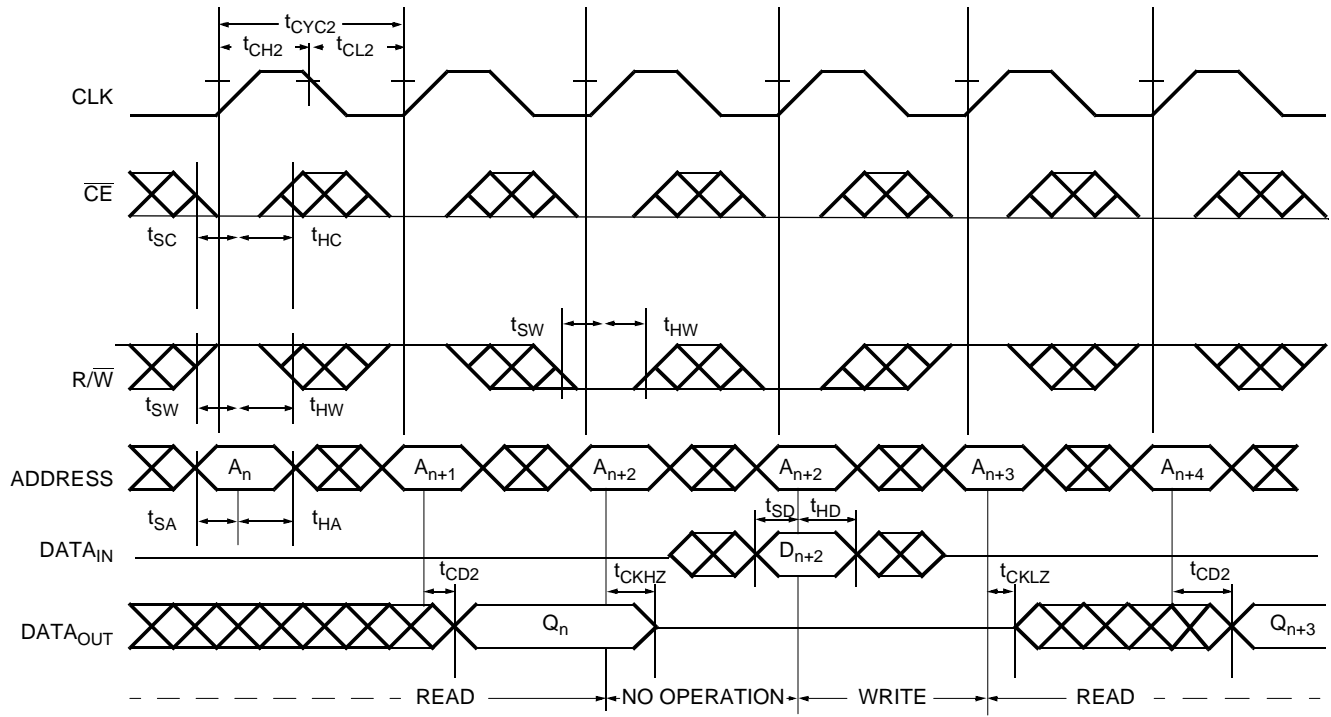 tCYC2
tCH2 tCL2
CLK
CE
tSC tHC
tSW tHW
R/W
tSW tHW
ADDRESS An An+1 An+2 An+2 An+3 An+4
tSA tHA tSD tHD
DATAIN Dn+2
tCD2 tCKHZ tCKLZ tCD2
DATAOUT Qn Qn+3
READ NO OPERATION WRITE READ